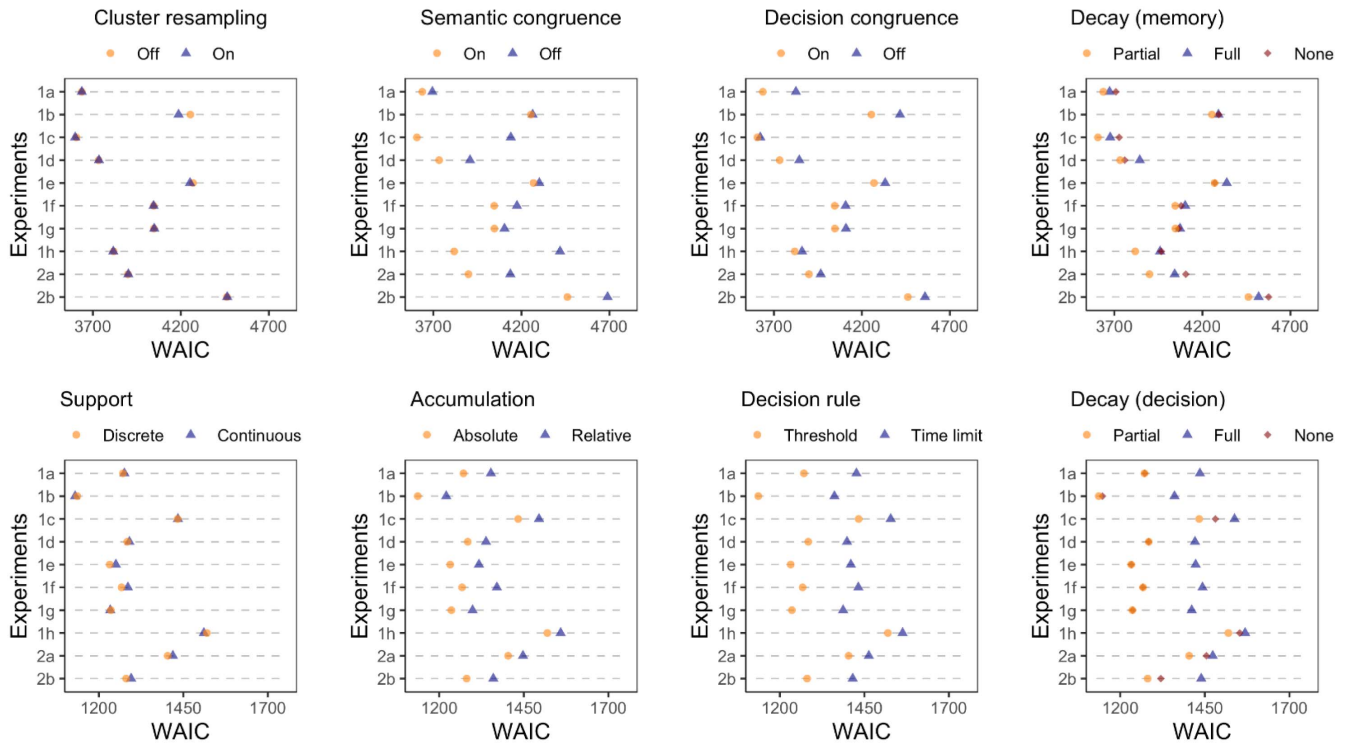 Cluster resampling
Off On
Experiments
1a
1b
1c
1d
1e
1f
1g
1h
2a
2b
3700 4200 4700
WAIC
Semantic congruence
On Off
Experiments
1a
1b
1c
1d
1e
1f
1g
1h
2a
2b
3700 4200 4700
WAIC
Decision congruence
On Off
Experiments
1a
1b
1c
1d
1e
1f
1g
1h
2a
2b
3700 4200 4700
WAIC
Decay (memory)
Partial Full None
Experiments
1a
1b
1c
1d
1e
1f
1g
1h
2a
2b
3700 4200 4700
WAIC
Support
Discrete Continuous
Experiments
1a
1b
1c
1d
1e
1f
1g
1h
2a
2b
1200 1450 1700
WAIC
Accumulation
Absolute Relative
Experiments
1a
1b
1c
1d
1e
1f
1g
1h
2a
2b
1200 1450 1700
WAIC
Decision rule
Threshold Time limit
Experiments
1a
1b
1c
1d
1e
1f
1g
1h
2a
2b
1200 1450 1700
WAIC
Decay (decision)
Partial Full None
Experiments
1a
1b
1c
1d
1e
1f
1g
1h
2a
2b
1200 1450 1700
WAIC